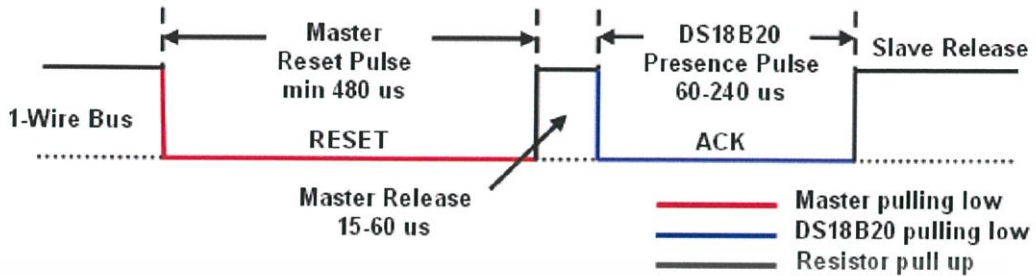 Master
Reset Pulse
min 480 us
DS18B20
Presence Pulse
60-240 us
Slave Release
1-Wire Bus
RESET
ACK
Master Release
15-60 us
Master pulling low
DS18B20 pulling low
Resistor pull up